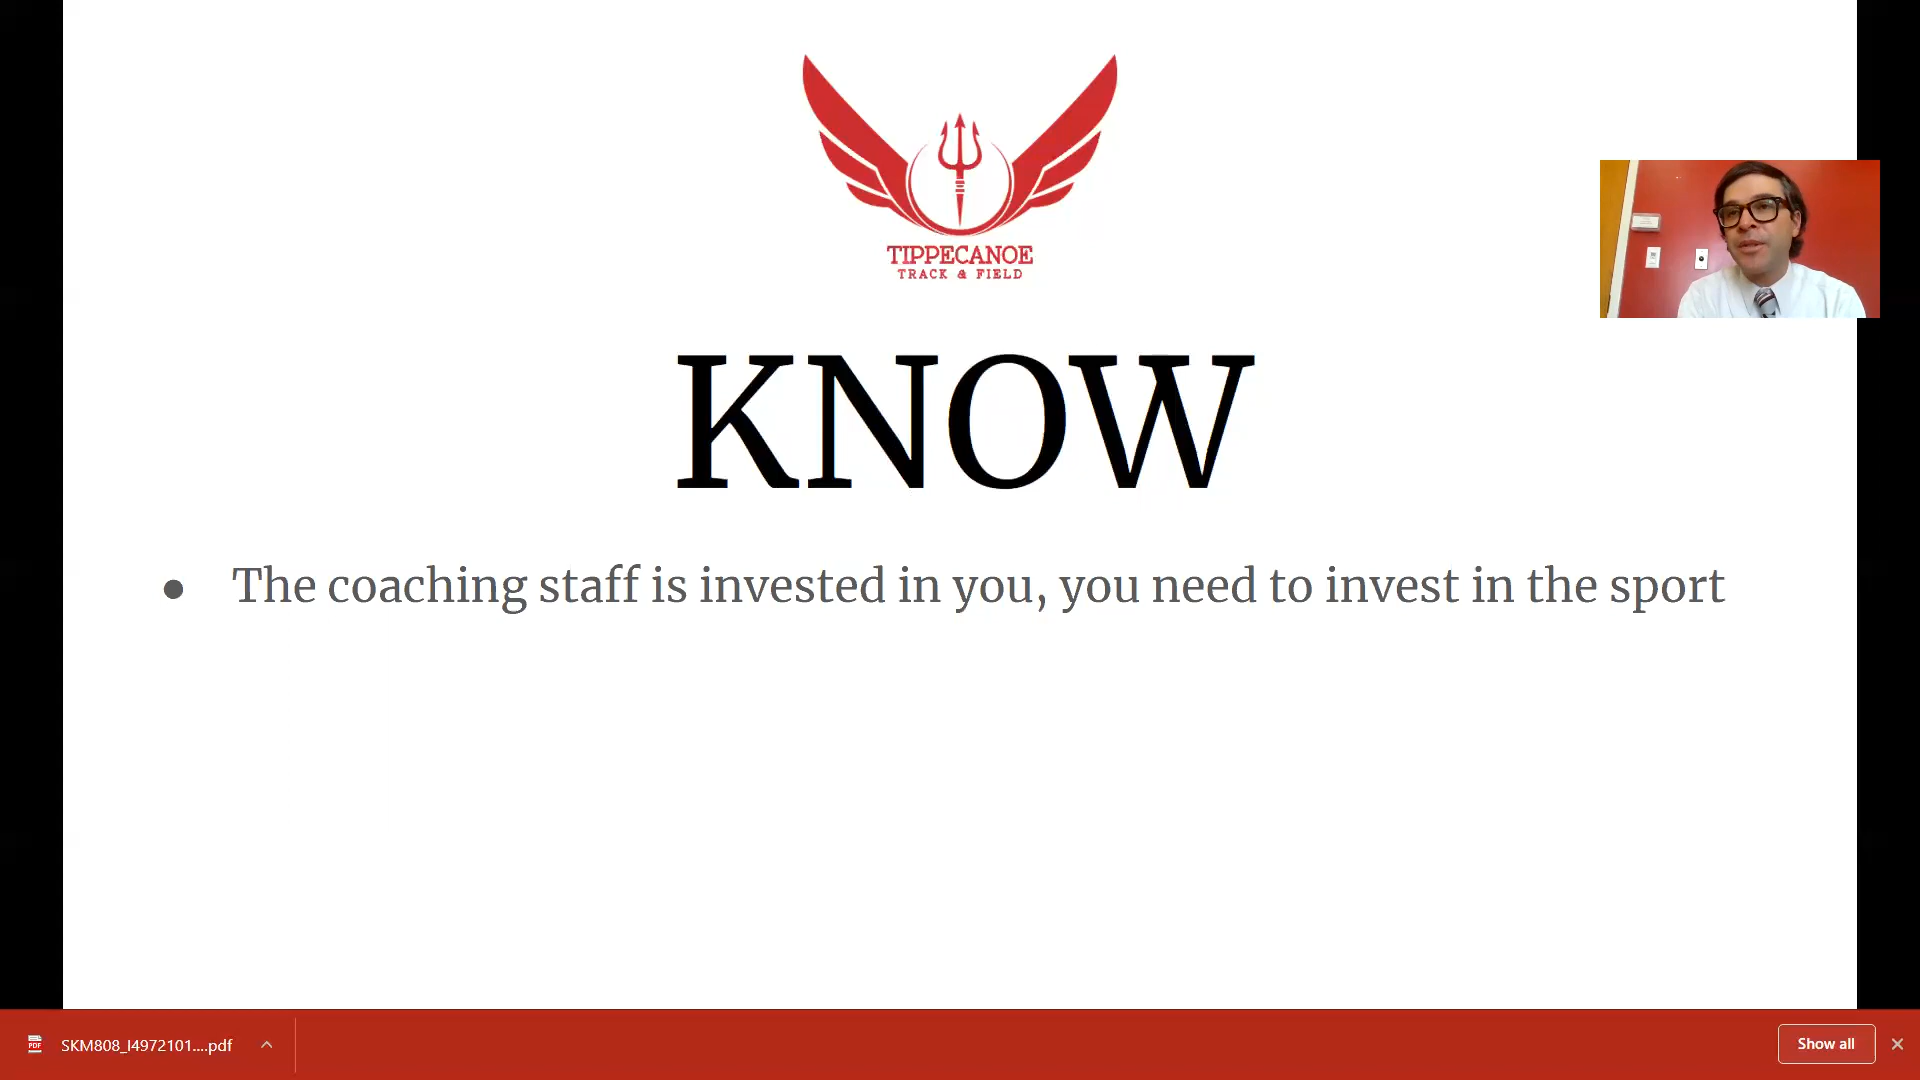 TIPPECANOE
TRACK & FIELD
KNOW
● The coaching staff is invested in you, you need to invest in the sport
SKM808_I4972101....pdf
Show all